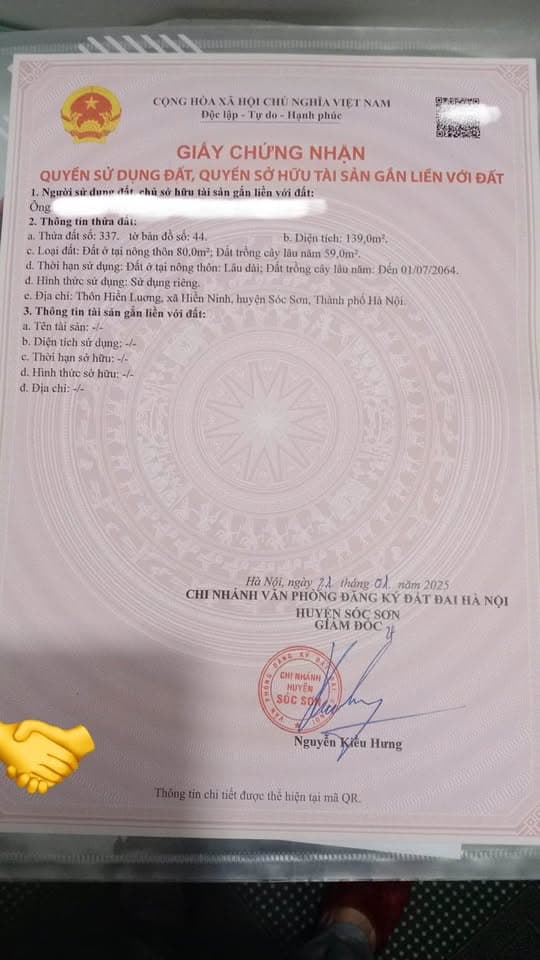 CỘNG HÒA XÃ HỘI CHỦ NGHĨA VIỆT NAM
Độc lập - Tự do - Hạnh phúc
GIẤY CHỨNG NHẬN
QUYỀN SỬ DỤNG ĐẤT, QUYỀN SỞ HỮU TÀI SẢN GẮN LIỀN VỚI ĐẤT
1. Người sử dụng đất, chủ sở hữu tài sản gắn liền với đất:
Ông
2. Thông tin thửa đất:
a. Thửa đất số: 337. tờ bản đồ số: 44. b. Diện tích: 139,0m².
c. Loại đất: Đất ở tại nông thôn 80,0m²; Đất trồng cây lâu năm 59,0m².
d. Thời hạn sử dụng: Đất ở tại nông thôn: Lâu dài; Đất trồng cây lâu năm: Đến 01/07/2064.
đ. Hình thức sử dụng: Sử dụng riêng.
e. Địa chỉ: Thôn Hiền Lương, xã Hiền Ninh, huyện Sóc Sơn, Thành phố Hà Nội.
3. Thông tin tài sản gắn liền với đất:
a. Tên tài sản: -/-
b. Diện tích sử dụng: -/-
c. Thời hạn sở hữu: -/-
d. Hình thức sở hữu: -/-
đ. Địa chỉ: -/-
Hà Nội, ngày 21 tháng 01 năm 2025
CHI NHÁNH VĂN PHÒNG ĐĂNG KÝ ĐẤT ĐAI HÀ NỘI
HUYỆN SÓC SƠN
GIÁM ĐỐC
VĂN PHÒNG ĐĂNG KÝ ĐẤT ĐAI
CHI NHÁNH
HUYỆN
SÓC SƠN
Nguyễn Kiều Hưng
Thông tin chi tiết được thể hiện tại mã QR.